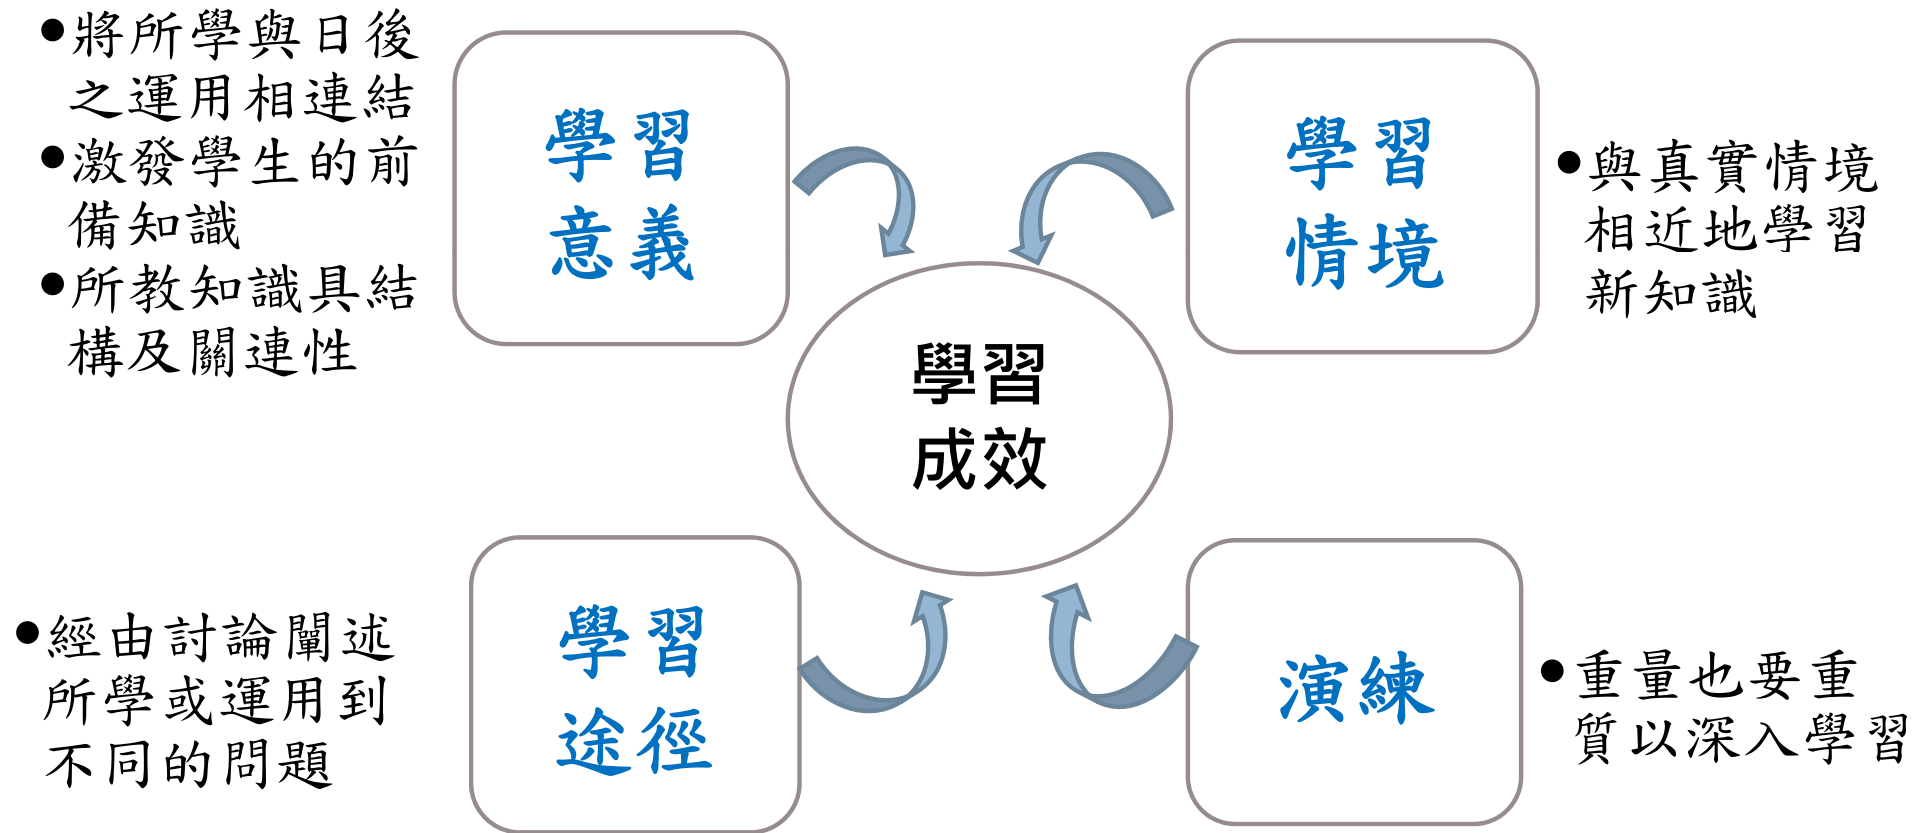 •將所學與日後
之運用相連結
•激發學生的前
備知識
•所教知識具結
構及關連性
學習
意義
學習
情境
•與真實情境
相近地學習
新知識
學習
成效
•經由討論闡述
所學或運用到
不同的問題
學習
途徑
演練
•重量也要重
質以深入學習